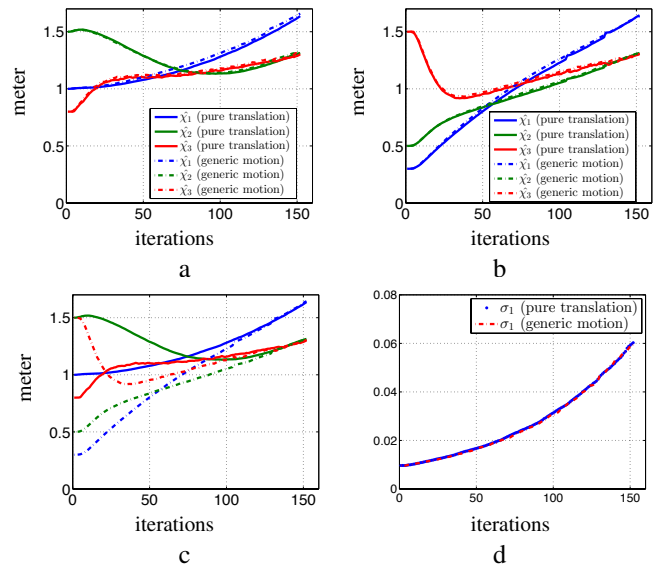 1.5
1
0.5
0
meter
χ̂₁ (pure translation)
χ̂₂ (pure translation)
χ̂₃ (pure translation)
χ̂₁ (generic motion)
χ̂₂ (generic motion)
χ̂₃ (generic motion)
0 50 100 150
iterations
a
1.5
1
0.5
0
meter
χ̂₁ (pure translation)
χ̂₂ (pure translation)
χ̂₃ (pure translation)
χ̂₁ (generic motion)
χ̂₂ (generic motion)
χ̂₃ (generic motion)
0 50 100 150
iterations
b
1.5
1
0.5
0
meter
0 50 100 150
iterations
c
0.08
0.06
0.04
0.02
0
σ₁ (pure translation)
σ₁ (generic motion)
0 50 100 150
iterations
d